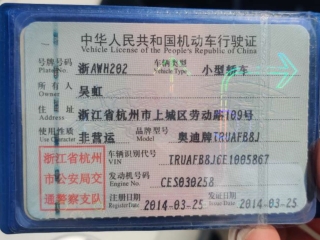 中华人民共和国机动车行驶证
Vehicle License of the People's Republic of China
号牌号码 浙AWH202 车辆类型 小型轿车
Plate No. Vehicle Type
所有人 吴虹
Owner
住址 浙江省杭州市上城区劳动路109号
Address
使用性质 非营运 品牌型号 奥迪牌TRUAFB8J
Use Character Model
浙江省杭州市公安局交通警察支队
车辆识别代号 TRUAFB8JCE1005867
VIN
发动机号码 CES030258
Engine No.
注册日期 2014-03-25 发证日期 2014-03-25
Register Date Issue Date